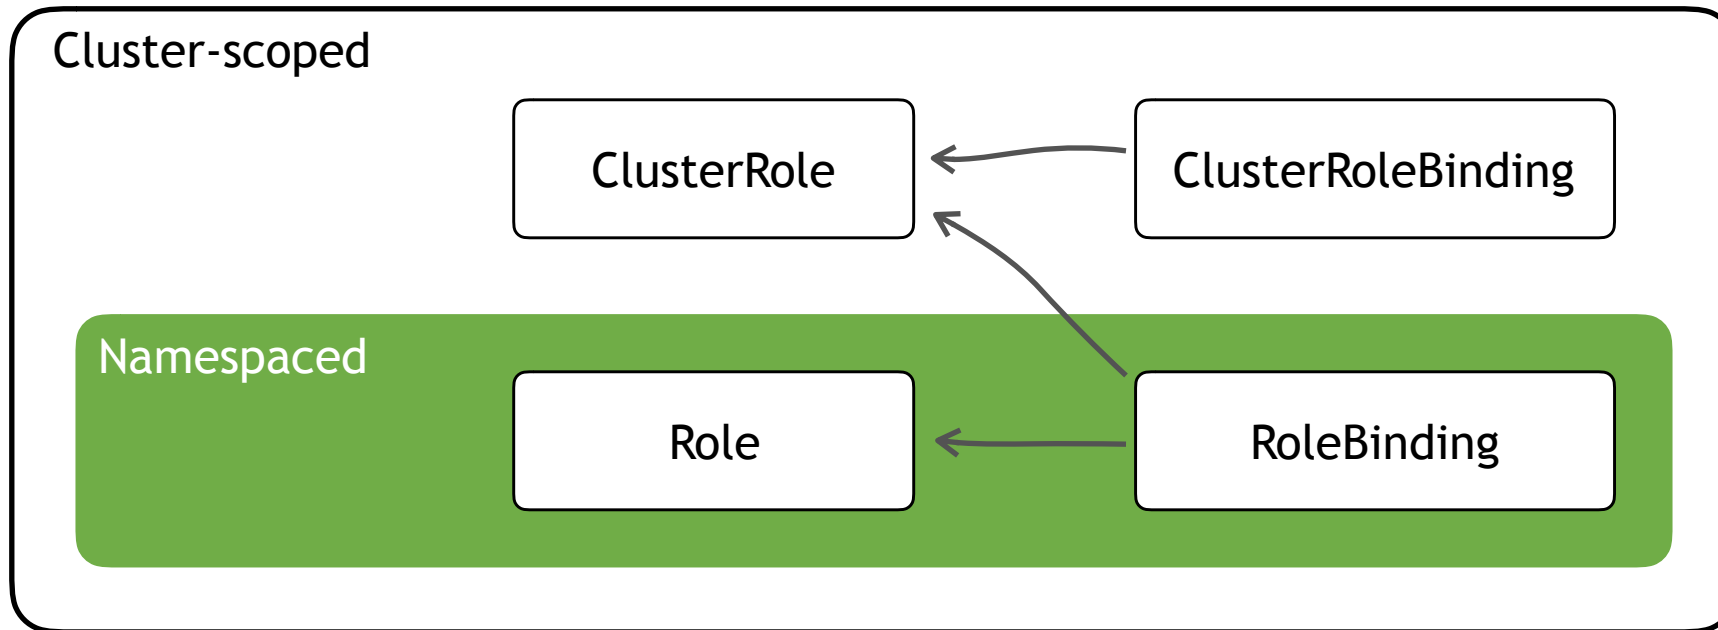 Cluster-scoped
ClusterRole
ClusterRoleBinding
Namespaced
Role
RoleBinding